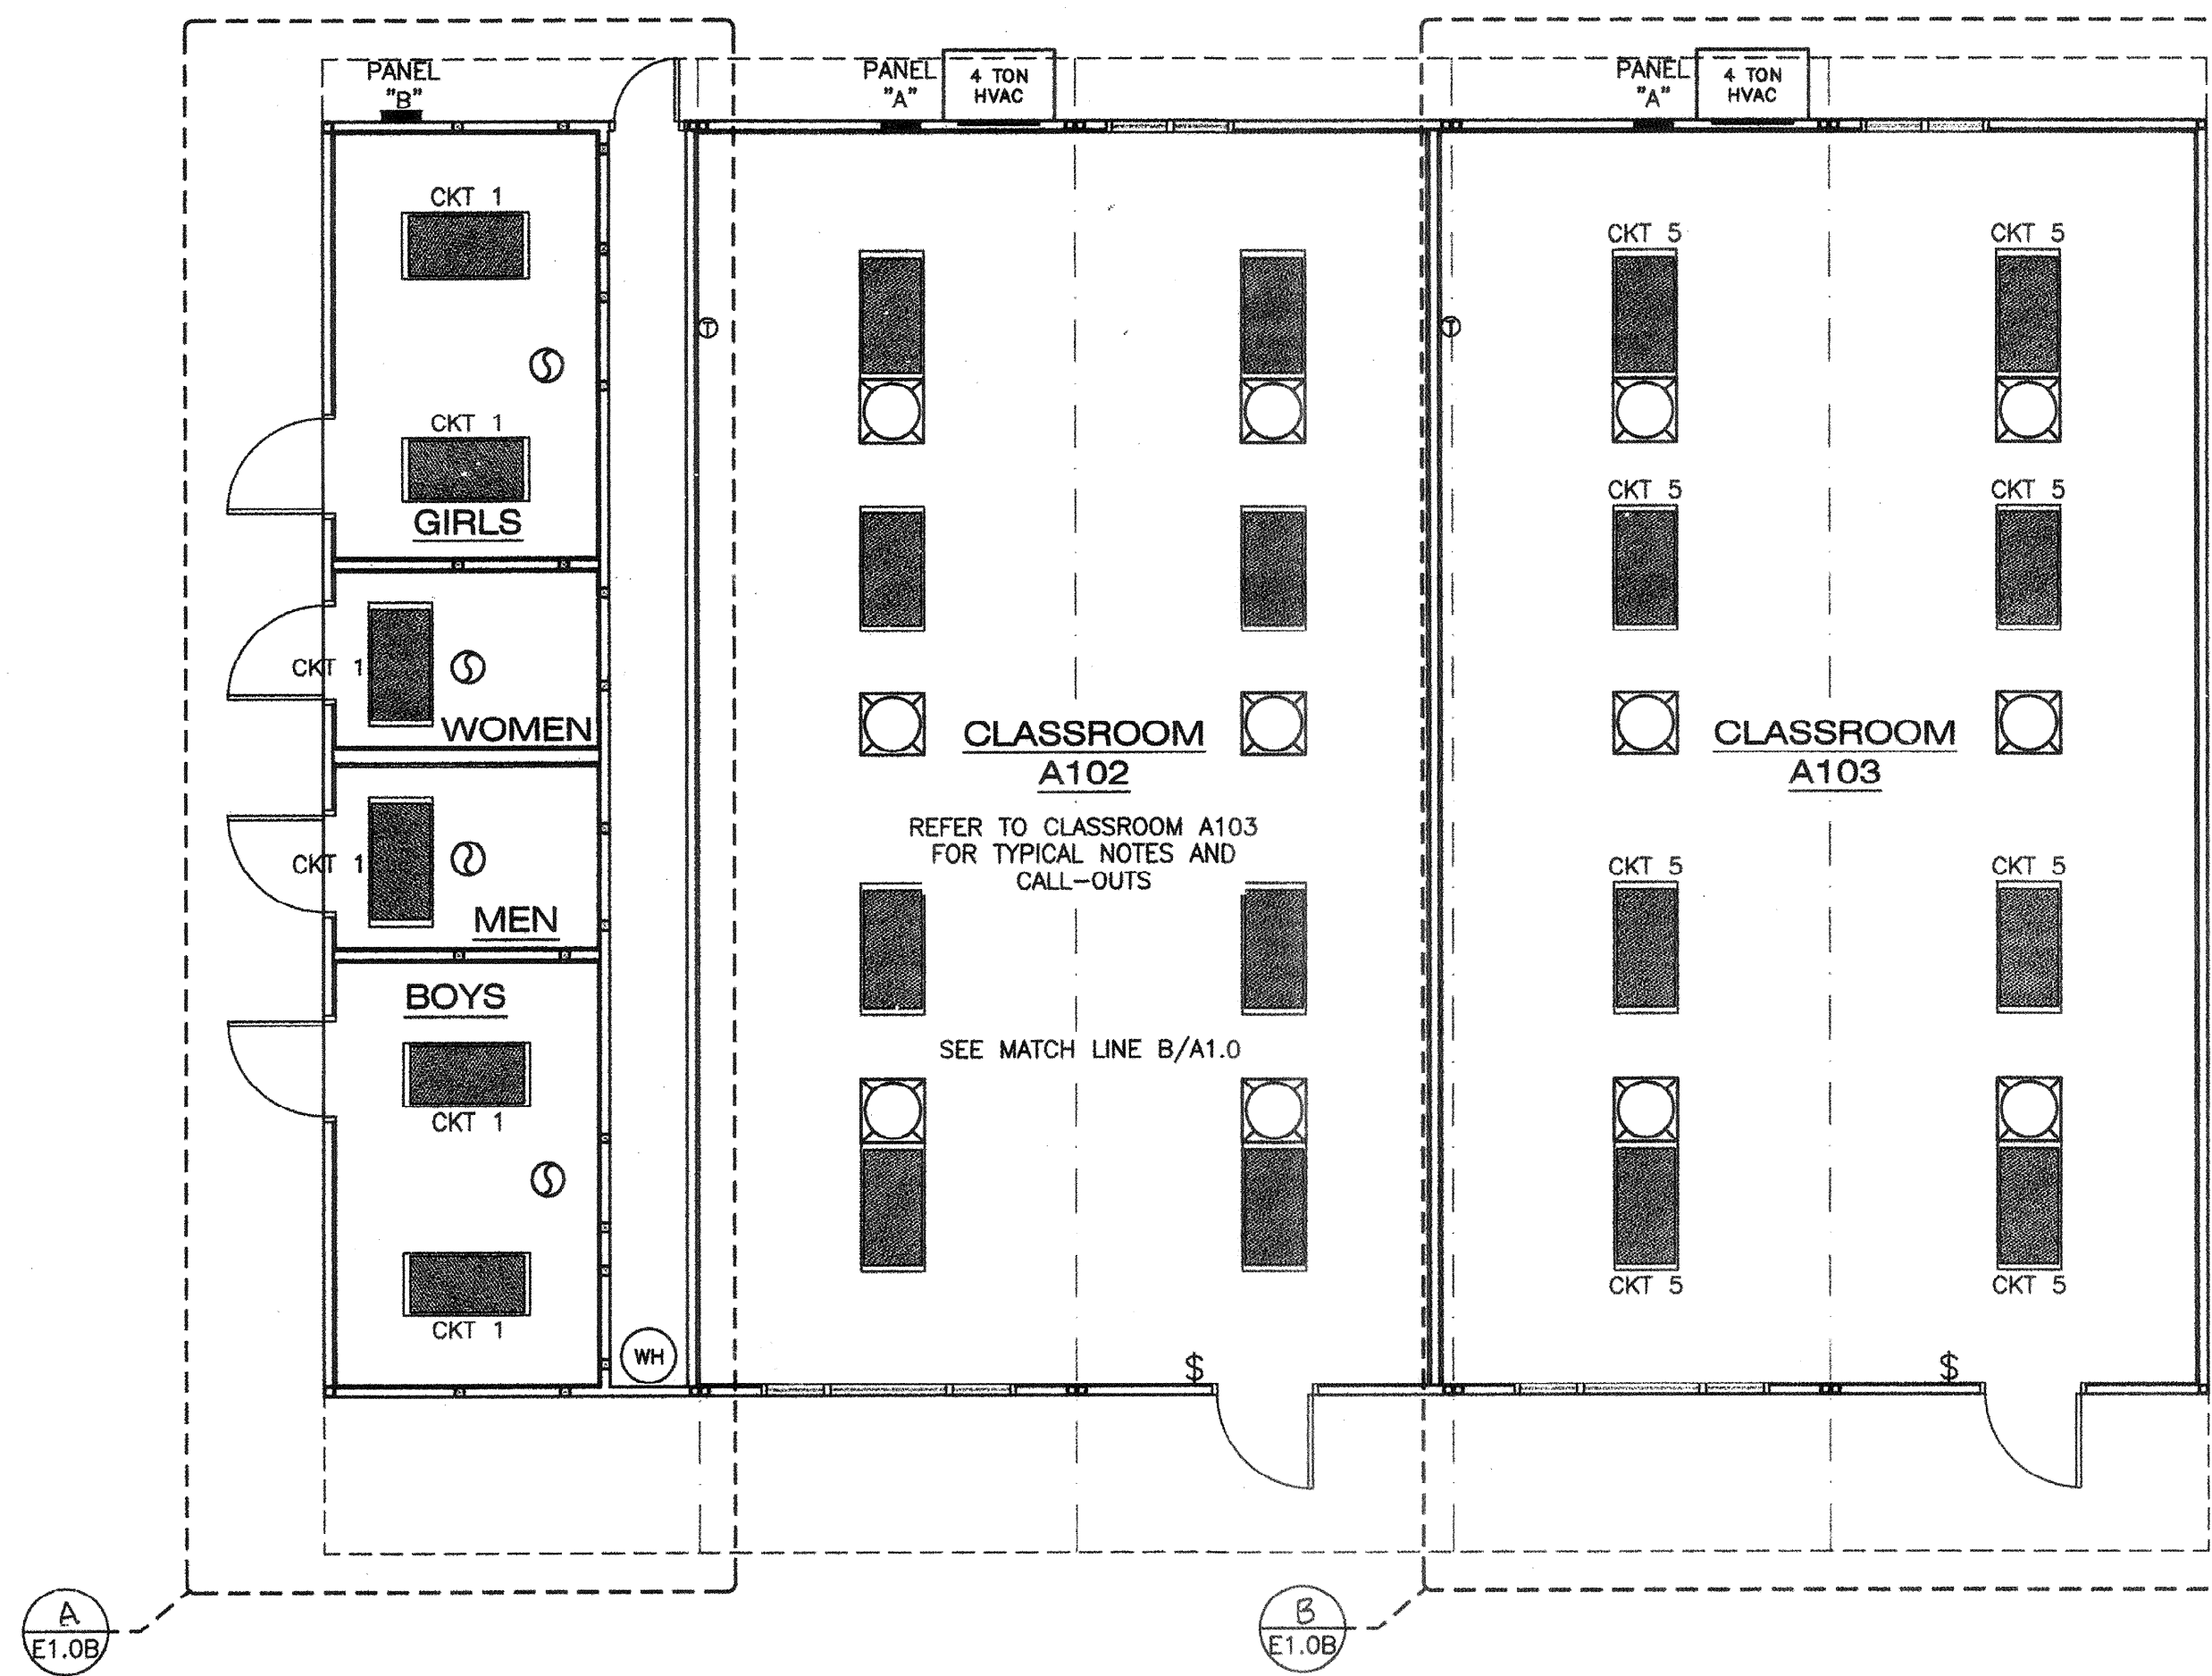 PANEL
"B"
PANEL
"A"
4 TON
HVAC
PANEL
"A"
4 TON
HVAC
CKT 1
CKT 5
CKT 5
T
T
CKT 1
GIRLS
CKT 5
CKT 5
CKT 1
WOMEN
CLASSROOM
A102
CLASSROOM
A103
REFER TO CLASSROOM A103
FOR TYPICAL NOTES AND
CALL-OUTS
CKT 1
MEN
CKT 5
CKT 5
BOYS
SEE MATCH LINE B/A1.0
CKT 1
CKT 5
CKT 5
CKT 1
WH
$
$
A
E1.0B
B
E1.0B